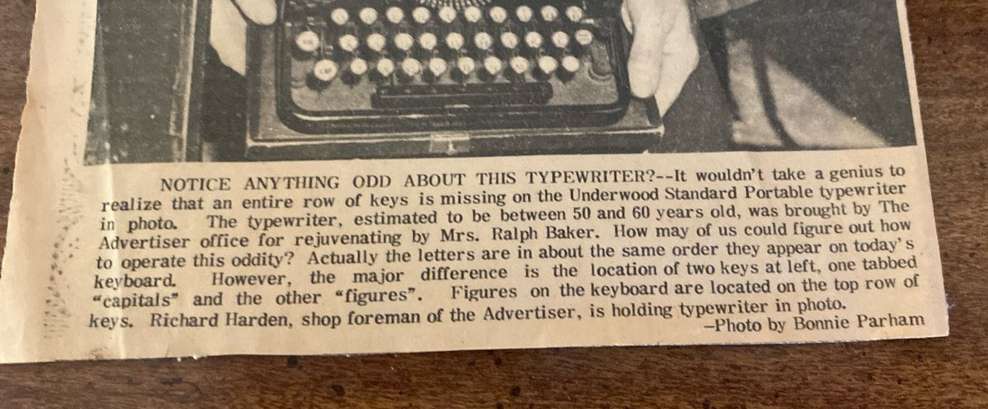 NOTICE ANYTHING ODD ABOUT THIS TYPEWRITER?--It wouldn't take a genius to
realize that an entire row of keys is missing on the Underwood Standard Portable typewriter
in photo. The typewriter, estimated to be between 50 and 60 years old, was brought by The
Advertiser office for rejuvenating by Mrs. Ralph Baker. How may of us could figure out how
to operate this oddity? Actually the letters are in about the same order they appear on today's
keyboard. However, the major difference is the location of two keys at left, one tabbed
"capitals" and the other "figures". Figures on the keyboard are located on the top row of
keys. Richard Harden, shop foreman of the Advertiser, is holding typewriter in photo.
—Photo by Bonnie Parham